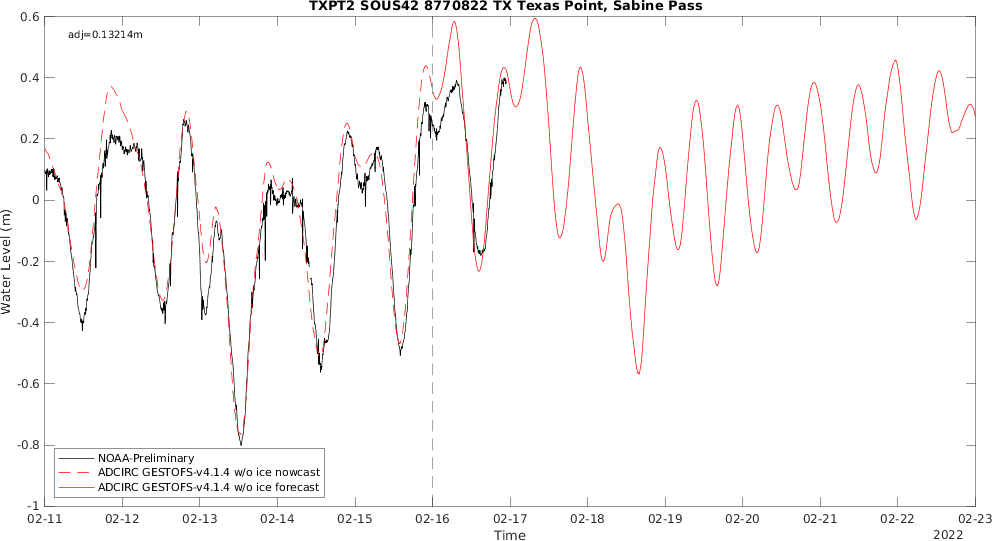 TXPT2 SOUS42 8770822 TX Texas Point, Sabine Pass
adj=0.13214m
0.6
0.4
0.2
0
-0.2
-0.4
-0.6
-0.8
-1
Water Level (m)
NOAA-Preliminary
ADCIRC GESTOFS-v4.1.4 w/o ice nowcast
ADCIRC GESTOFS-v4.1.4 w/o ice forecast
02-11 02-12 02-13 02-14 02-15 02-16 02-17 02-18 02-19 02-20 02-21 02-22 02-23
Time
2022